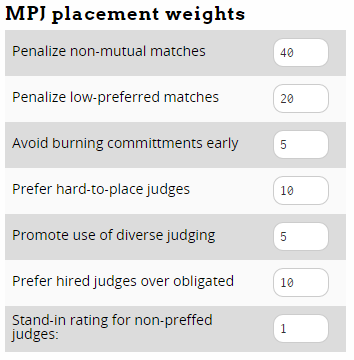 MPJ placement weights
Penalize non-mutual matches 40
Penalize low-preferred matches 20
Avoid burning committments early 5
Prefer hard-to-place judges 10
Promote use of diverse judging 5
Prefer hired judges over obligated 10
Stand-in rating for non-preffed
judges: 1